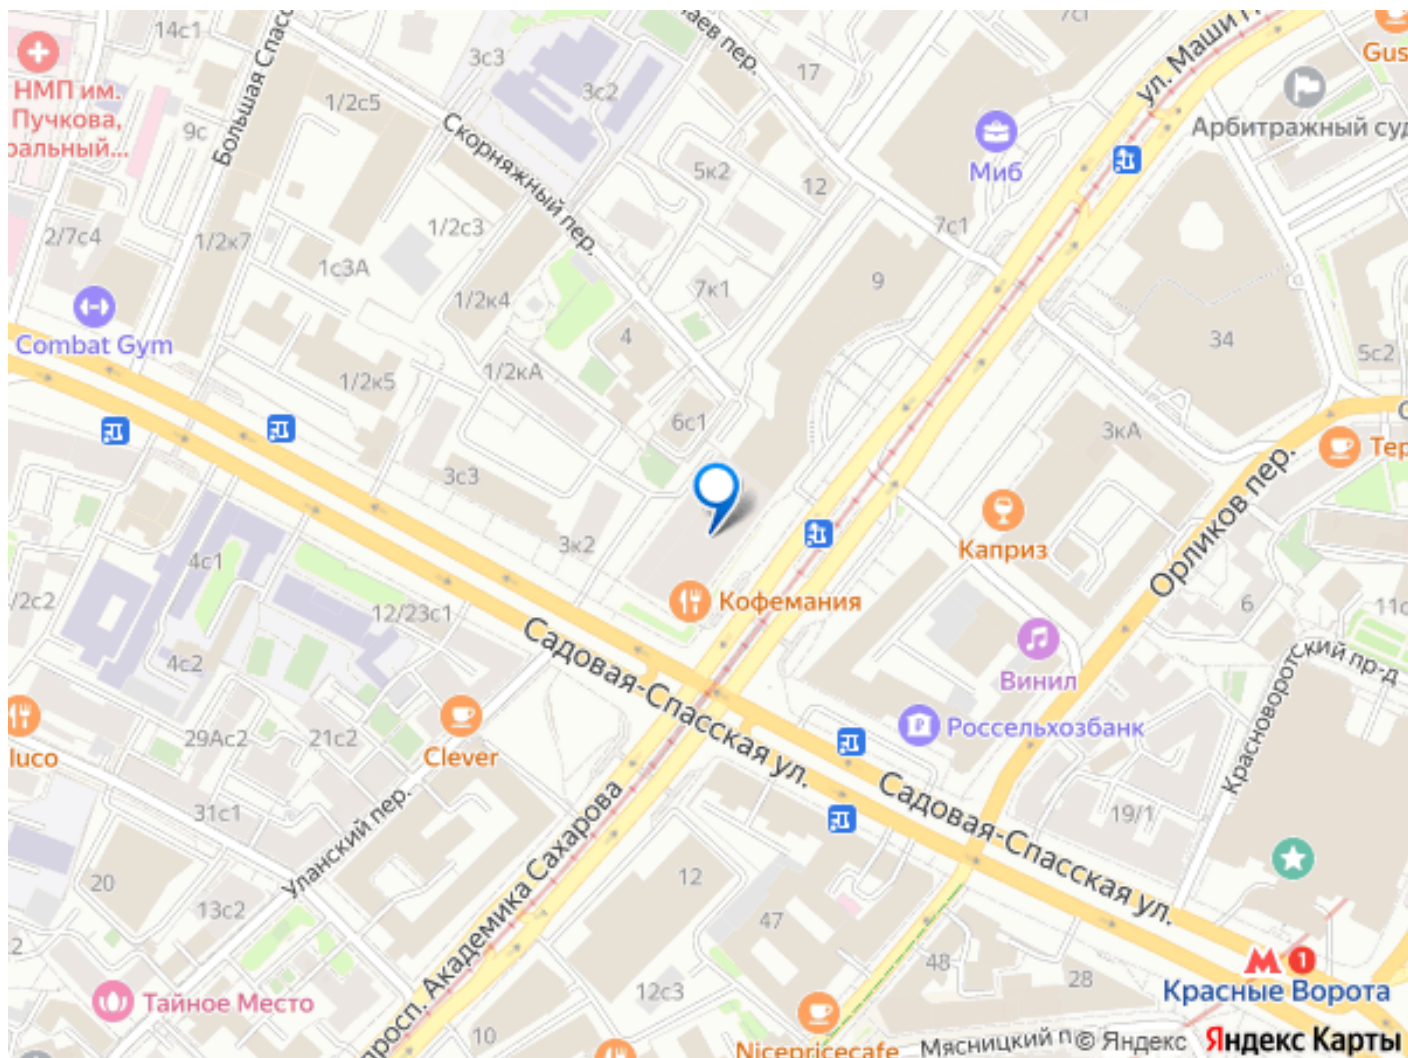 14с1
Большая Спасс
3с3
аев пер.
7с1
17
ул. Маши
Gus
НМП им.
Пучкова,
ральный...
1/2с5
3с2
9с
Скорняжный пер.
Миб
Арбитражный суд
5к2
12
2/7с4
1/2к7
1/2с3
7с1
1с3А
1/2к4
7к1
9
Combat Gym
4
34
5с2
1/2к5
1/2кА
6с1
3кА
Тер
3с3
Орликов пер.
Каприз
3к2
4с1
/2с2
12/23с1
Кофемания
6
11с
4с2
Садовая-Спасская ул.
Винил
Красноворотский пр-д
luco
29Ас2
21с2
Clever
Россельхозбанк
31с1
Уланский пер.
просп. Академика Сахарова
Садовая-Спасская ул.
19/1
20
13с2
12
47
2
48
28
1
Красные Ворота
Тайное Место
12с3
10
Nicepricecafe
Мясницкий п
© Яндекс
Яндекс Карты